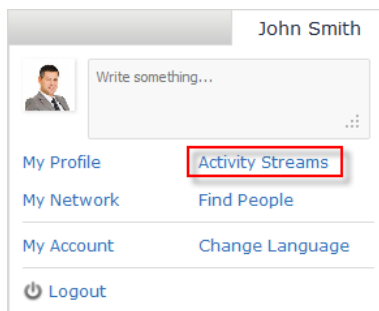 John Smith
Write something...
My Profile Activity Streams
My Network Find People
My Account Change Language
Logout